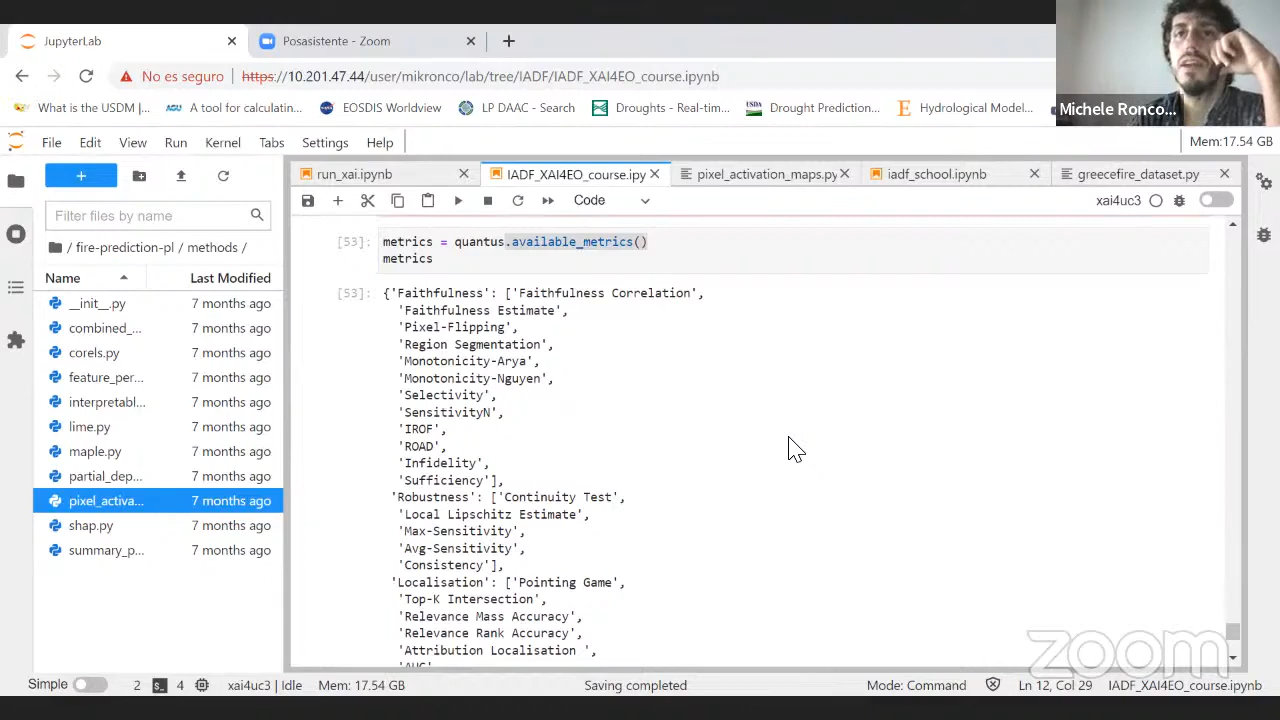 JupyterLab
Posasistente - Zoom
No es seguro
https://10.201.47.44/user/mikronco/lab/tree/IADF/IADF_XAI4EO_course.ipynb
What is the USDM |...
AGU
A tool for calculatin...
EOSDIS Worldview
LP DAAC - Search
Droughts - Real-tim...
USDA
Drought Prediction...
Hydrological Model...
Michele Ronco...
File Edit View Run Kernel Tabs Settings Help
Mem:17.54 GB
run_xai.ipynb
IADF_XAI4EO_course.ipy
pixel_activation_maps.py
iadf_school.ipynb
greecefire_dataset.py
Code
xai4uc3
Filter files by name
/ fire-prediction-pl / methods /
Name Last Modified
__init__.py 7 months ago
combined_... 7 months ago
corels.py 7 months ago
feature_per... 7 months ago
interpretabl... 7 months ago
lime.py 7 months ago
maple.py 7 months ago
partial_dep... 7 months ago
pixel_activa... 7 months ago
shap.py 7 months ago
summary_p... 7 months ago
[53]: metrics = quantus.available_metrics()
metrics
[53]: {'Faithfulness': ['Faithfulness Correlation',
'Faithfulness Estimate',
'Pixel-Flipping',
'Region Segmentation',
'Monotonicity-Arya',
'Monotonicity-Nguyen',
'Selectivity',
'SensitivityN',
'IROF',
'ROAD',
'Infidelity',
'Sufficiency'],
'Robustness': ['Continuity Test',
'Local Lipschitz Estimate',
'Max-Sensitivity',
'Avg-Sensitivity',
'Consistency'],
'Localisation': ['Pointing Game',
'Top-K Intersection',
'Relevance Mass Accuracy',
'Relevance Rank Accuracy',
'Attribution Localisation ',
'AUC'
zoom
Simple 2 4 xai4uc3 | Idle Mem: 17.54 GB Saving completed Mode: Command Ln 12, Col 29 IADF_XAI4EO_course.ipynb